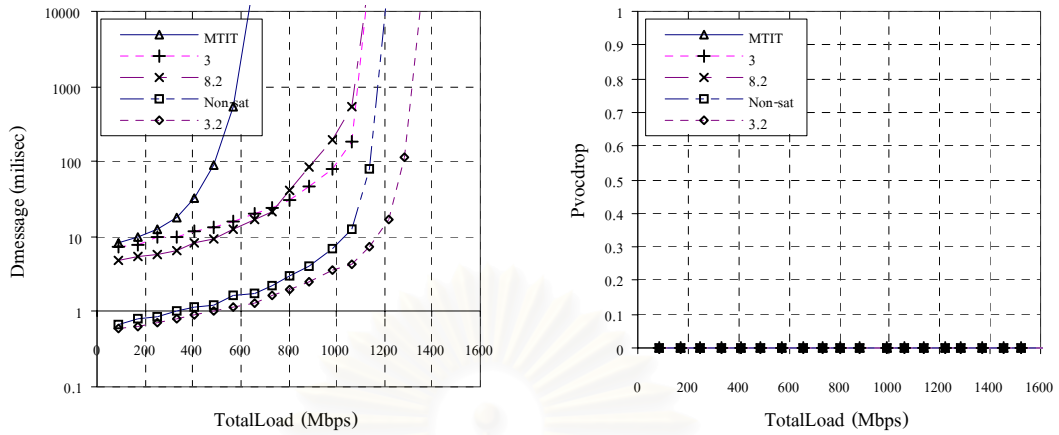 10000
1000
100
10
1
0.1
Dmessage (milisec)
MTIT
3
8.2
Non-sat
3.2
0 200 400 600 800 1000 1200 1400 1600
TotalLoad (Mbps)
1
0.9
0.8
0.7
0.6
0.5
0.4
0.3
0.2
0.1
0
Pvocdrop
MTIT
3
8.2
Non-sat
3.2
0 200 400 600 800 1000 1200 1400 1600
TotalLoad (Mbps)